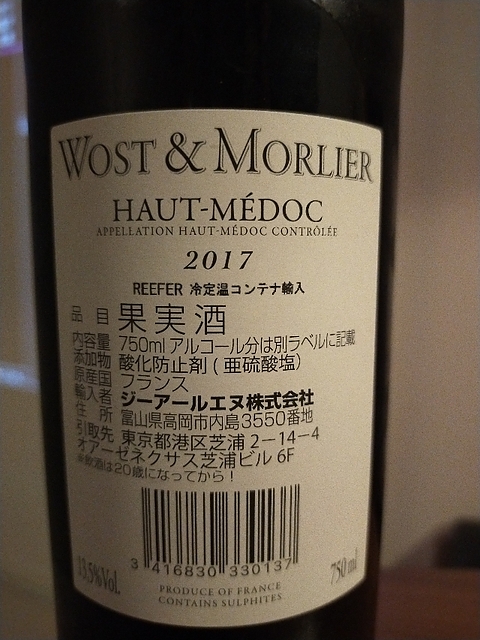 WOST & MORLIER
HAUT-MÉDOC
APPELLATION HAUT-MÉDOC CONTRÔLÉE
2017
REEFER 冷定温コンテナ輸入
品目 果実酒
内容量 750ml アルコール分は別ラベルに記載
添加物 酸化防止剤(亜硫酸塩)
原産国 フランス
輸入者 ジーアールエヌ株式会社
住所 富山県高岡市内島3550番地
引取先 東京都港区芝浦2-14-4
オアーゼネクサス芝浦ビル 6F
※飲酒は20歳になってから!
3 416830 330137
13.5%Vol. 750 ml
PRODUCE OF FRANCE
CONTAINS SULPHITES